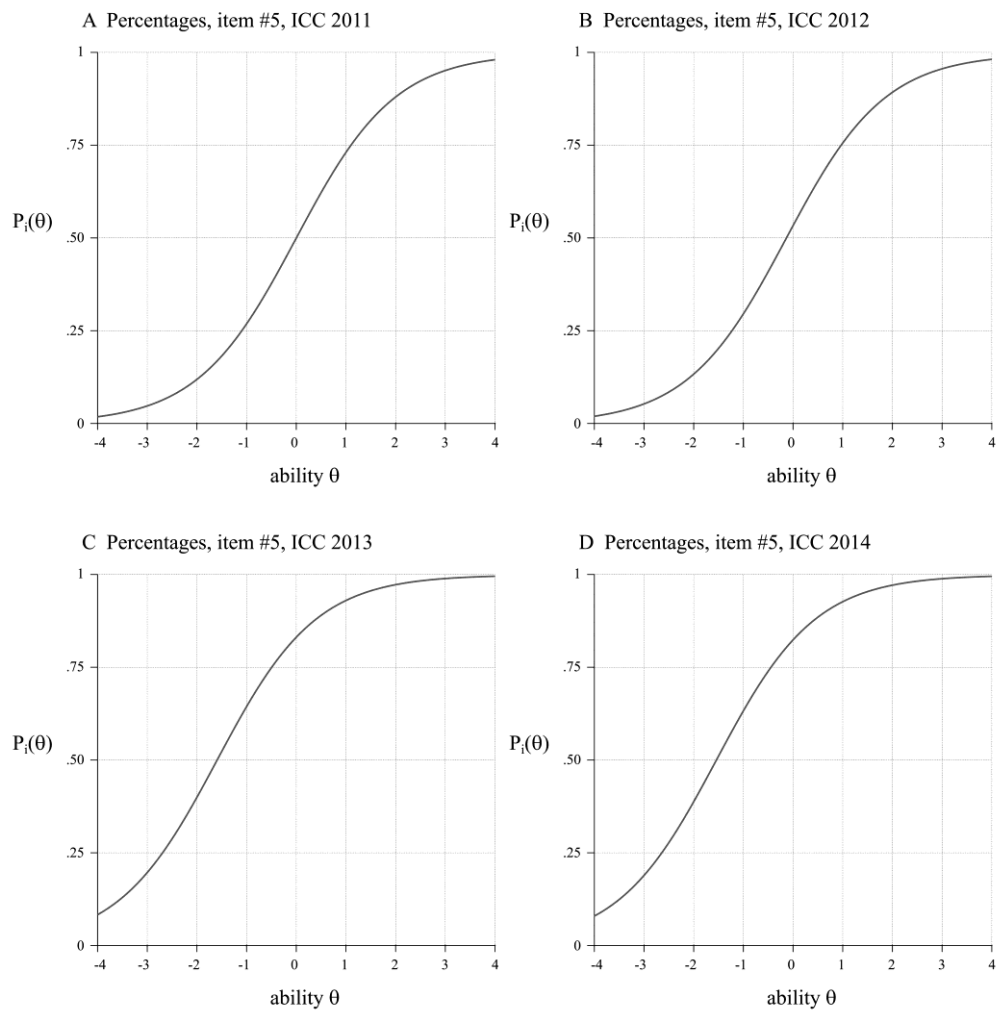 A Percentages, item #5, ICC 2011
1
.75
P_i(θ)
.50
.25
0
-4 -3 -2 -1 0 1 2 3 4
ability θ
B Percentages, item #5, ICC 2012
1
.75
P_i(θ)
.50
.25
0
-4 -3 -2 -1 0 1 2 3 4
ability θ
C Percentages, item #5, ICC 2013
1
.75
P_i(θ)
.50
.25
0
-4 -3 -2 -1 0 1 2 3 4
ability θ
D Percentages, item #5, ICC 2014
1
.75
P_i(θ)
.50
.25
0
-4 -3 -2 -1 0 1 2 3 4
ability θ